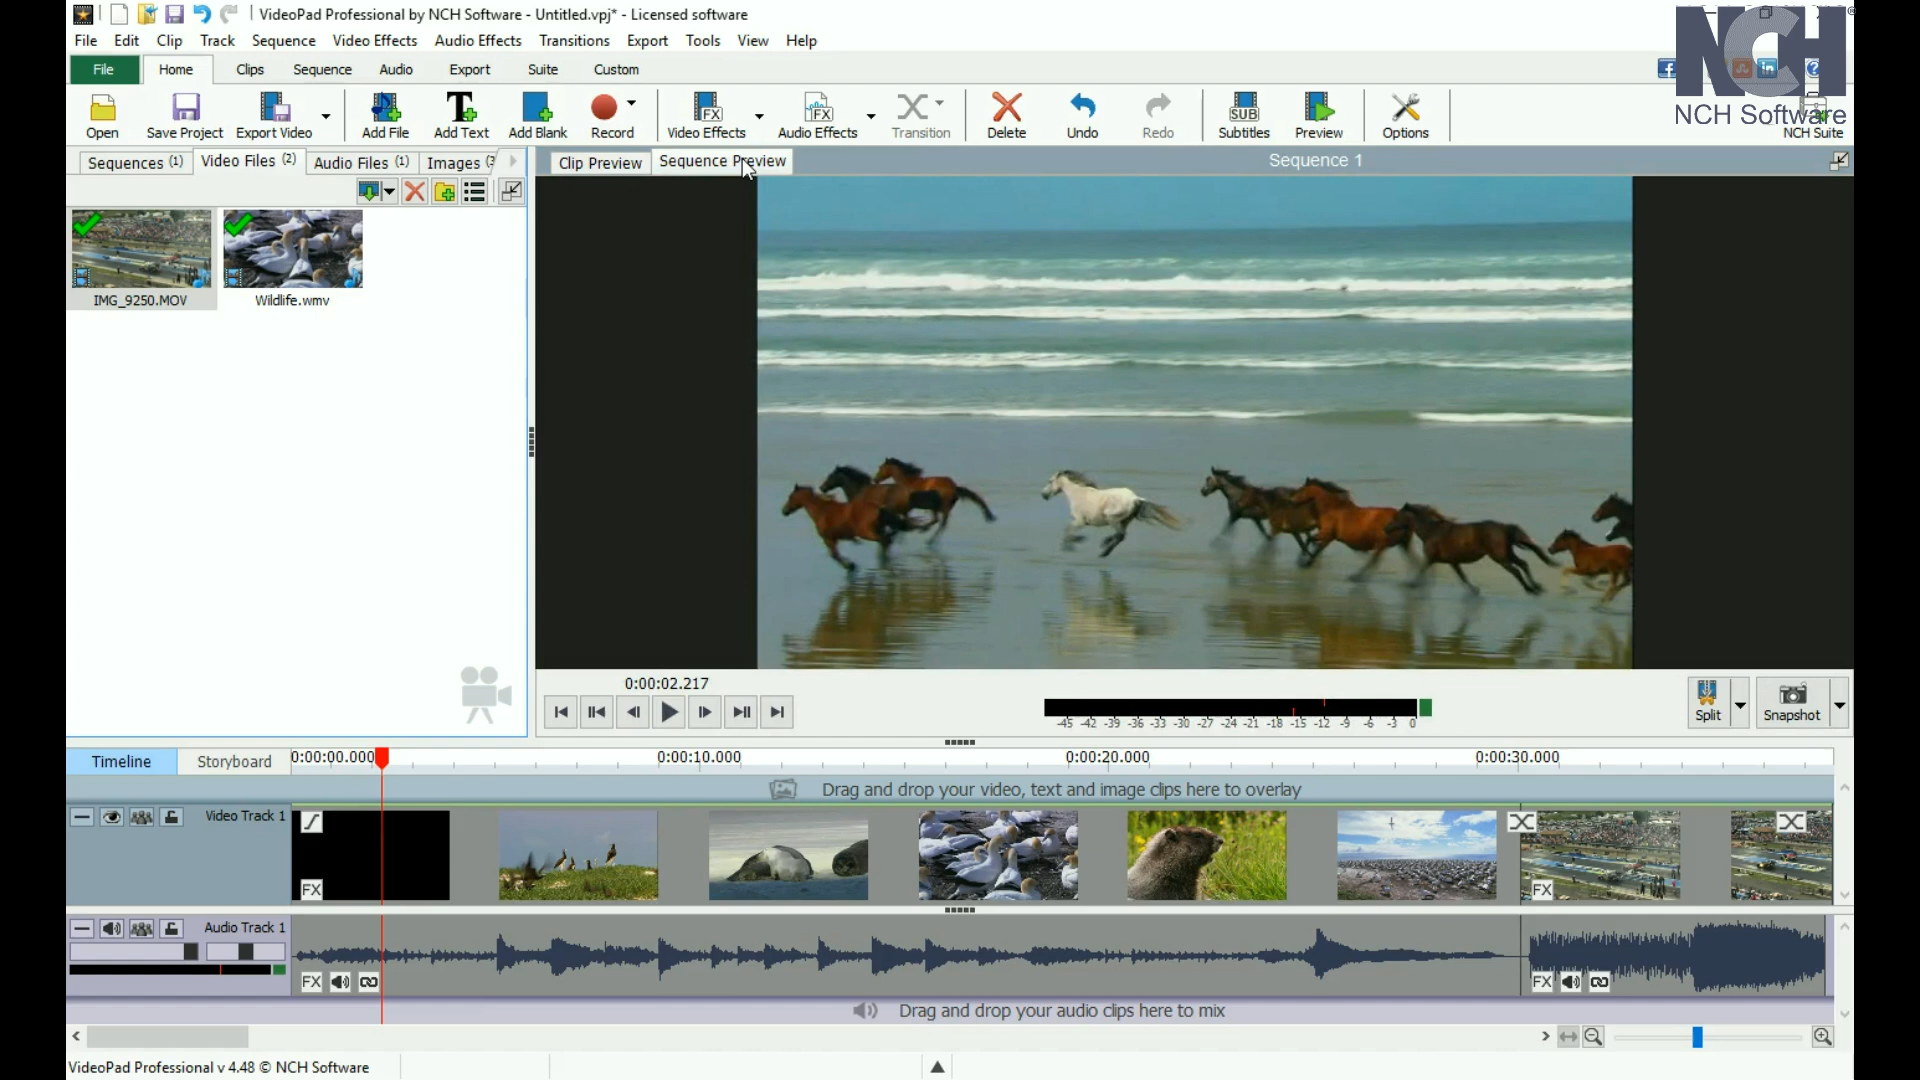 VideoPad Professional by NCH Software - Untitled.vpj* - Licensed software
File Edit Clip Track Sequence Video Effects Audio Effects Transitions Export Tools View Help
File Home Clips Sequence Audio Export Suite Custom
NCH
NCH Software
Open Save Project Export Video Add File Add Text Add Blank Record Video Effects Audio Effects Transition Delete Undo Redo Subtitles Preview Options NCH Suite
Sequences (1) Video Files (2) Audio Files (1) Images
Clip Preview Sequence Preview Sequence 1
IMG_9250.MOV Wildlife.wmv
0:00:02.217
-45 -42 -39 -36 -33 -30 -27 -24 -21 -18 -15 -12 -9 -6 -3 0
Split Snapshot
Timeline Storyboard 0:00:00.000 0:00:10.000 0:00:20.000 0:00:30.000
Drag and drop your video, text and image clips here to overlay
Video Track 1
FX FX
Audio Track 1
FX FX
Drag and drop your audio clips here to mix
VideoPad Professional v 4.48 © NCH Software